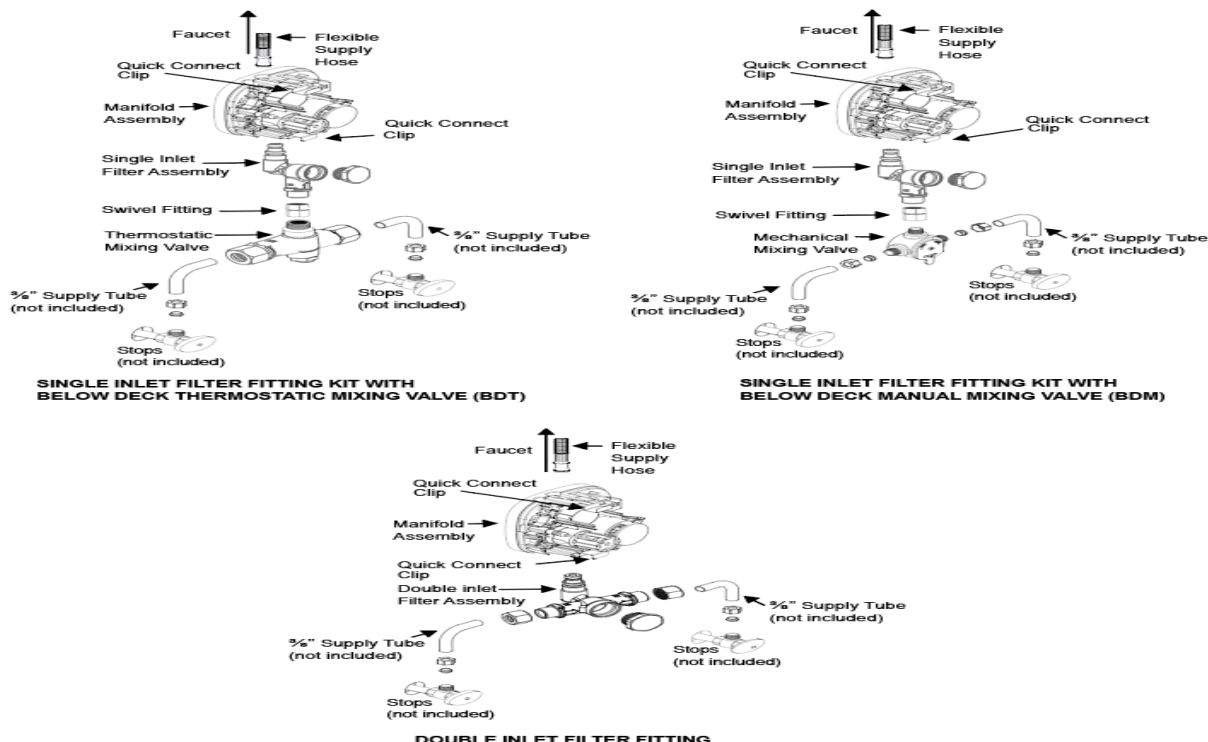 Faucet
Flexible
Supply
Hose
Quick Connect
Clip
Manifold
Assembly
Quick Connect
Clip
Single Inlet
Filter Assembly
Swivel Fitting
Thermostatic
Mixing Valve
⅜" Supply Tube
(not included)
Stops
(not included)
⅜" Supply Tube
(not included)
Stops
(not included)
SINGLE INLET FILTER FITTING KIT WITH
BELOW DECK THERMOSTATIC MIXING VALVE (BDT)
Faucet
Flexible
Supply
Hose
Quick Connect
Clip
Manifold
Assembly
Quick Connect
Clip
Single Inlet
Filter Assembly
Swivel Fitting
Mechanical
Mixing Valve
⅜" Supply Tube
(not included)
Stops
(not included)
⅜" Supply Tube
(not included)
Stops
(not included)
SINGLE INLET FILTER FITTING KIT WITH
BELOW DECK MANUAL MIXING VALVE (BDM)
Faucet
Flexible
Supply
Hose
Quick Connect
Clip
Manifold
Assembly
Quick Connect
Clip
Double inlet
Filter Assembly
⅜" Supply Tube
(not included)
⅜" Supply Tube
(not included)
Stops
(not included)
Stops
(not included)
DOUBLE INLET FILTER FITTING